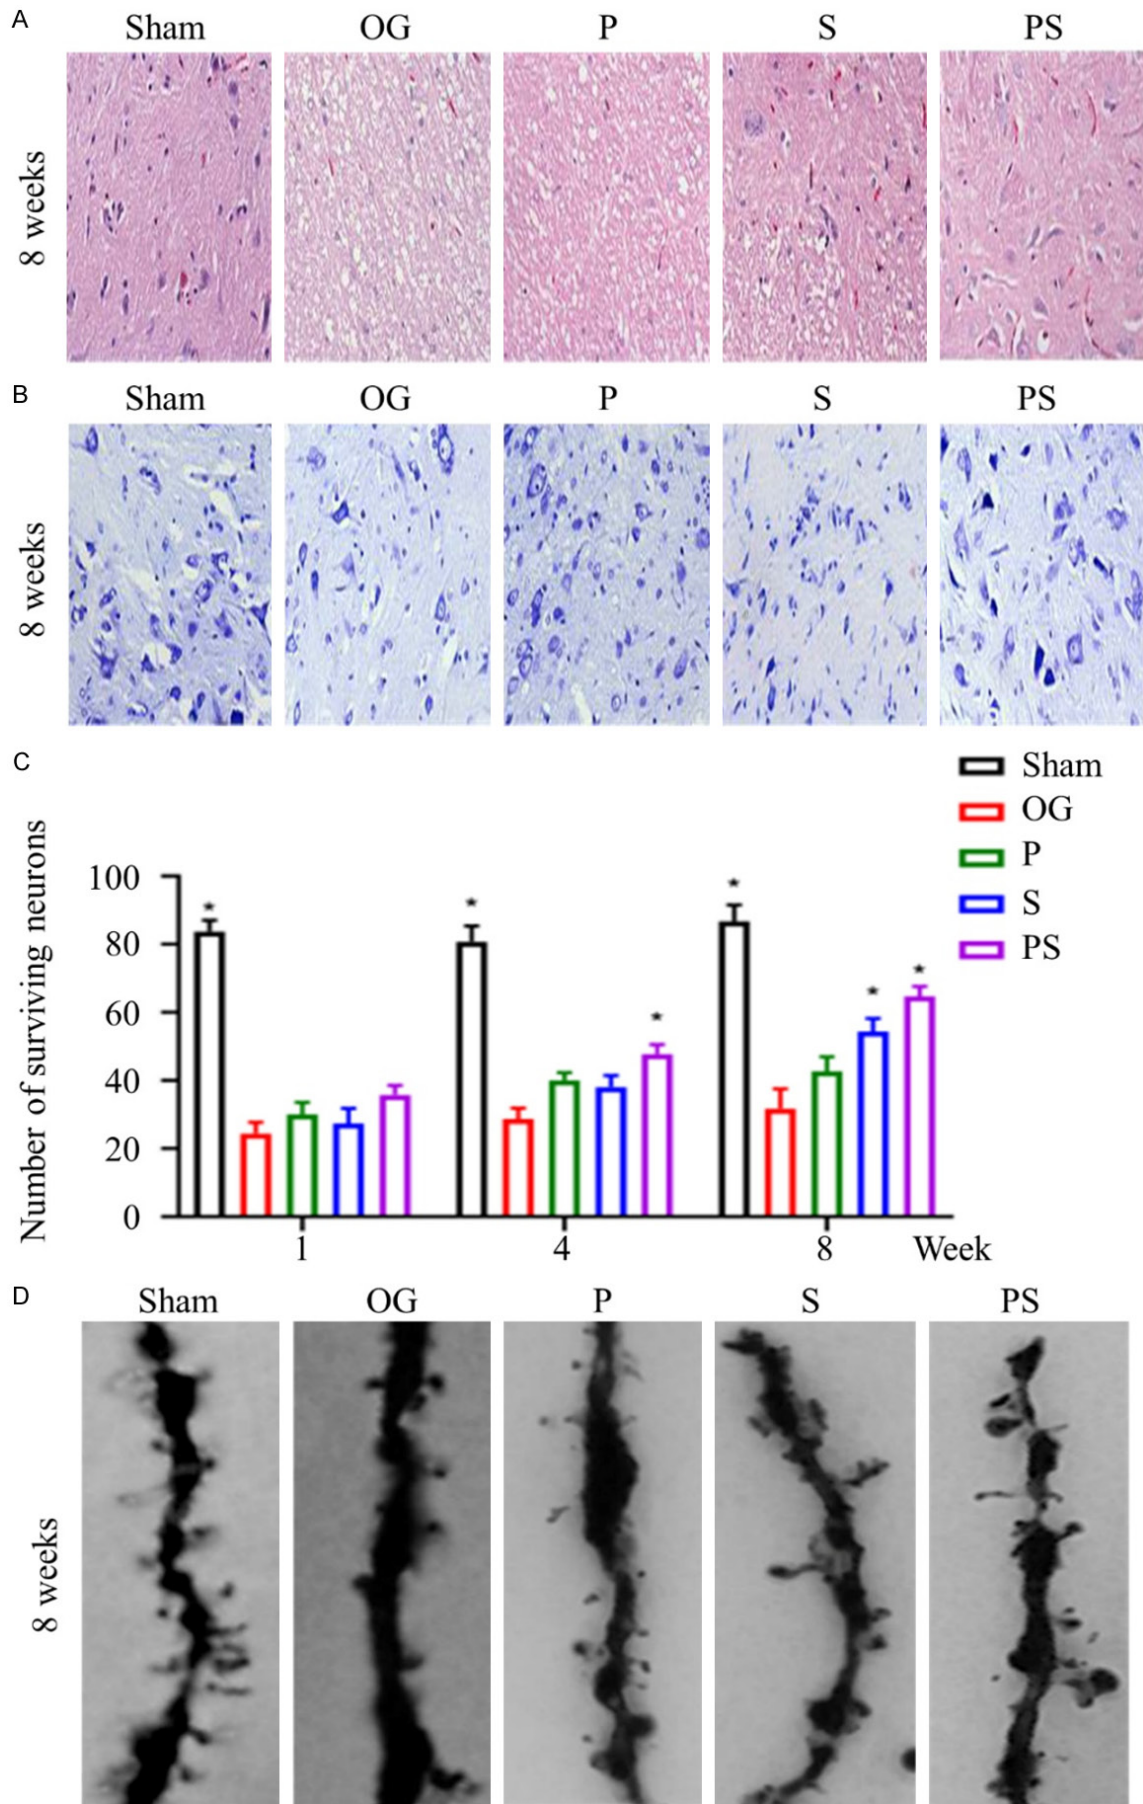 A
Sham OG P S PS
8 weeks
B
Sham OG P S PS
8 weeks
C
Sham
OG
P
S
PS
Number of surviving neurons
100
80
60
40
20
0
* * * * * *
1 4 8 Week
D
Sham OG P S PS
8 weeks